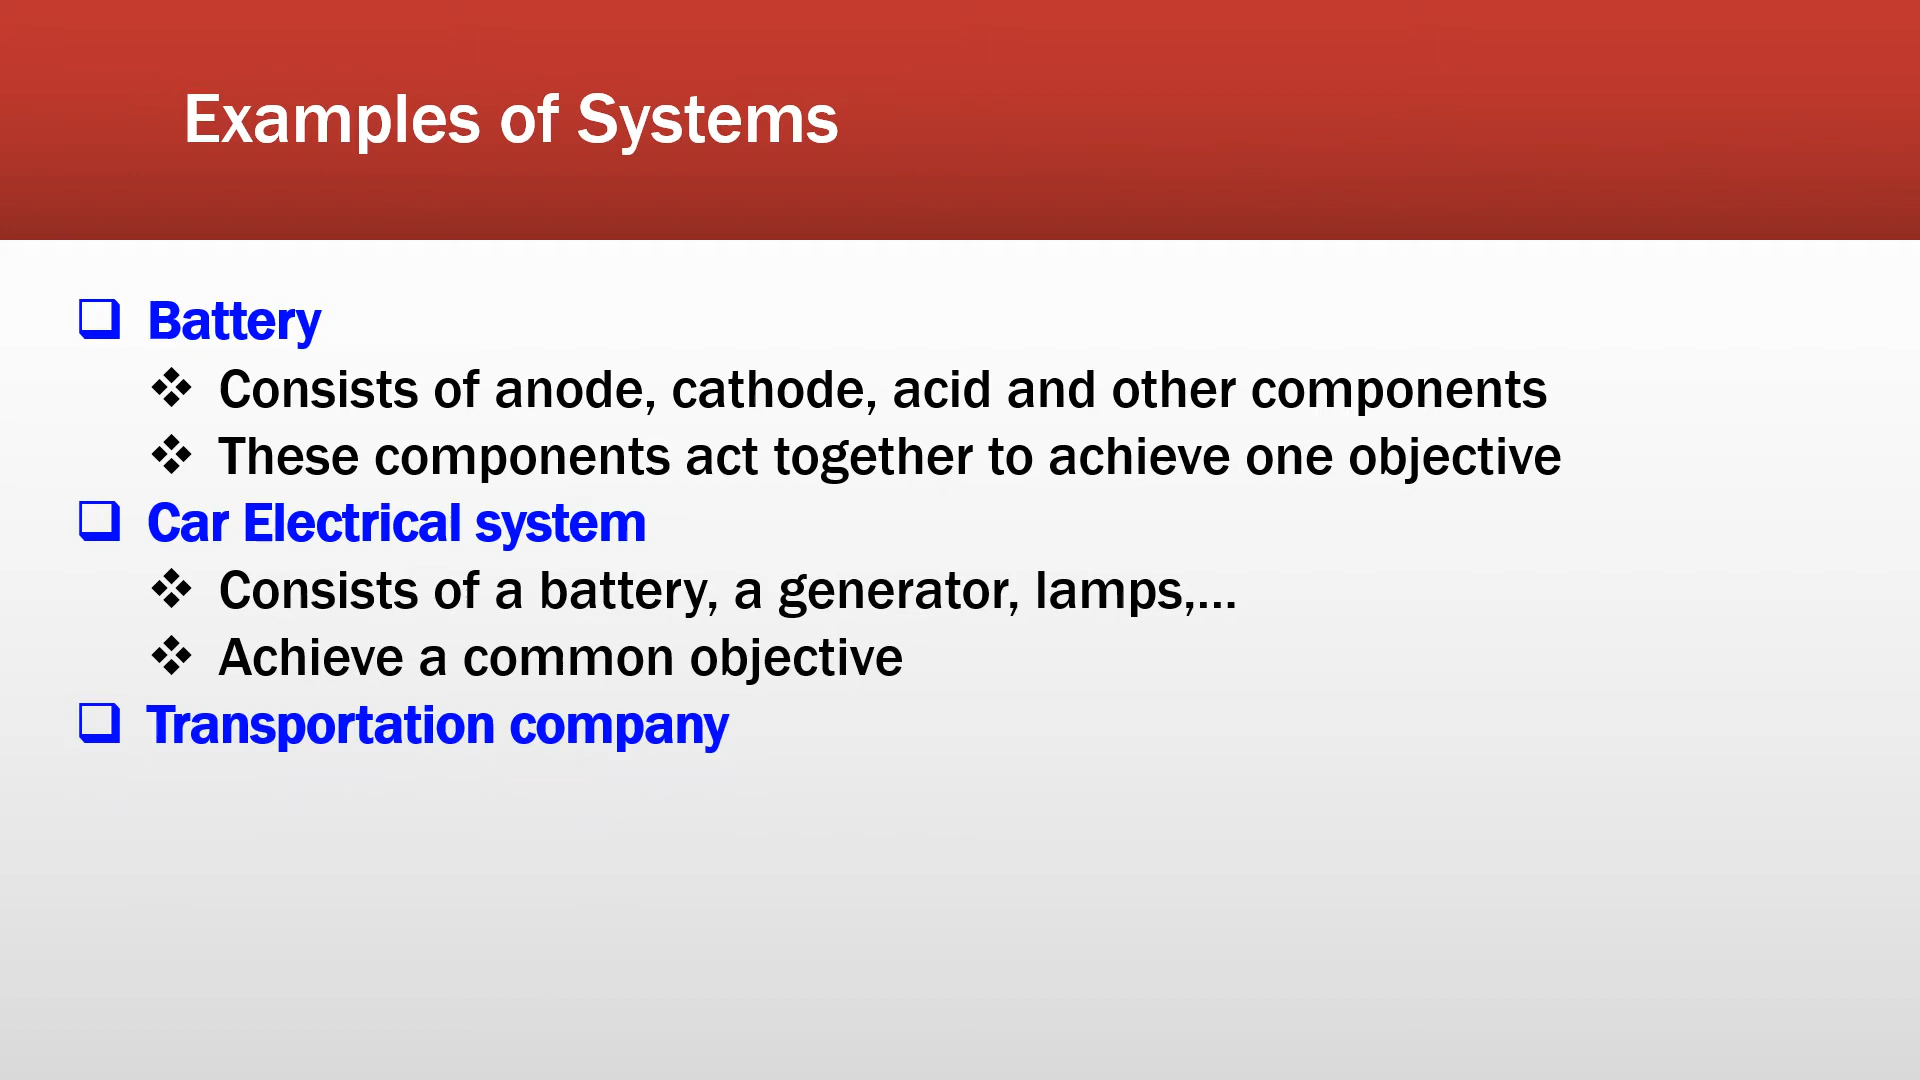 Examples of Systems
Battery
Consists of anode, cathode, acid and other components
These components act together to achieve one objective
Car Electrical system
Consists of a battery, a generator, lamps,...
Achieve a common objective
Transportation company